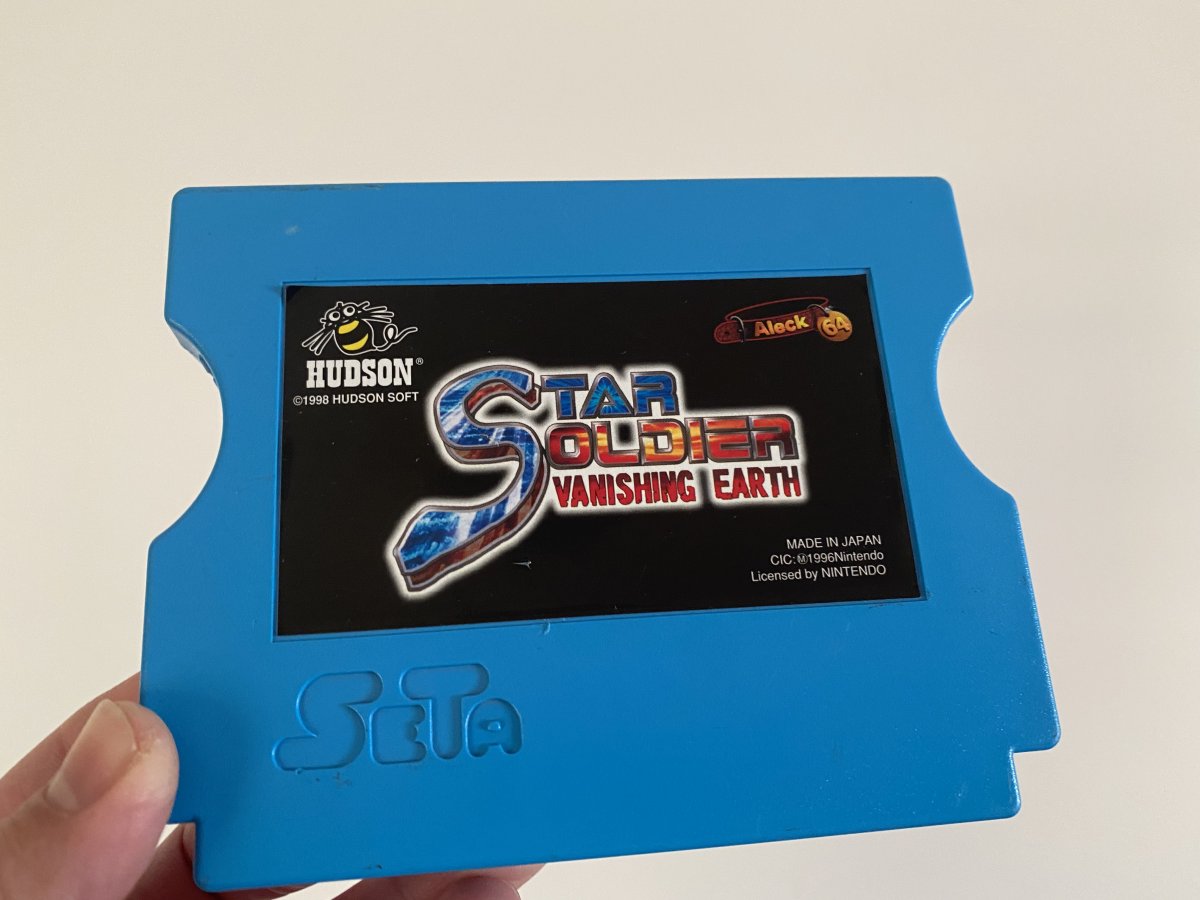 HUDSON®
©1998 HUDSON SOFT
Aleck 64
STAR
SOLDIER
VANISHING EARTH
MADE IN JAPAN
CIC:Ⓜ1996Nintendo
Licensed by NINTENDO
SETA